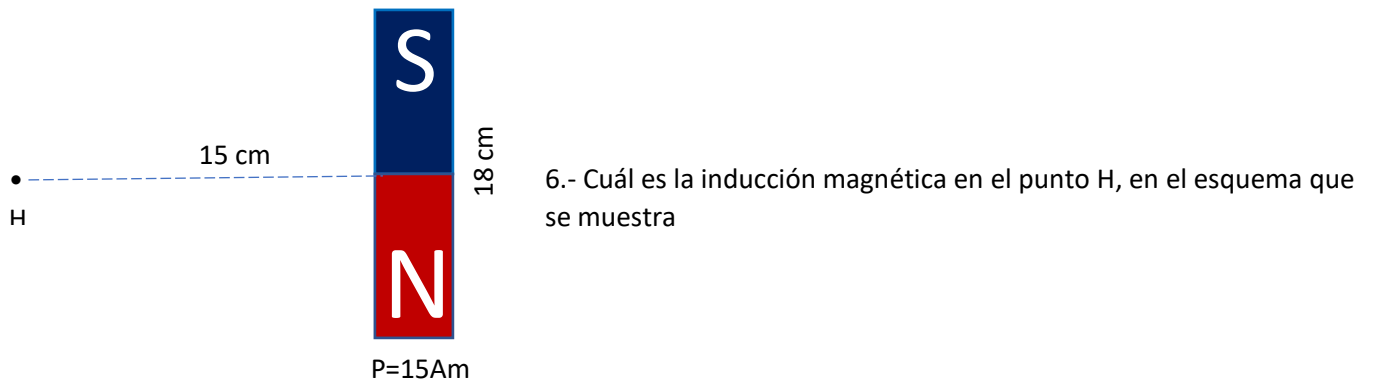 S
15 cm
18 cm
H
N
P=15Am
6.- Cuál es la inducción magnética en el punto H, en el esquema que
se muestra